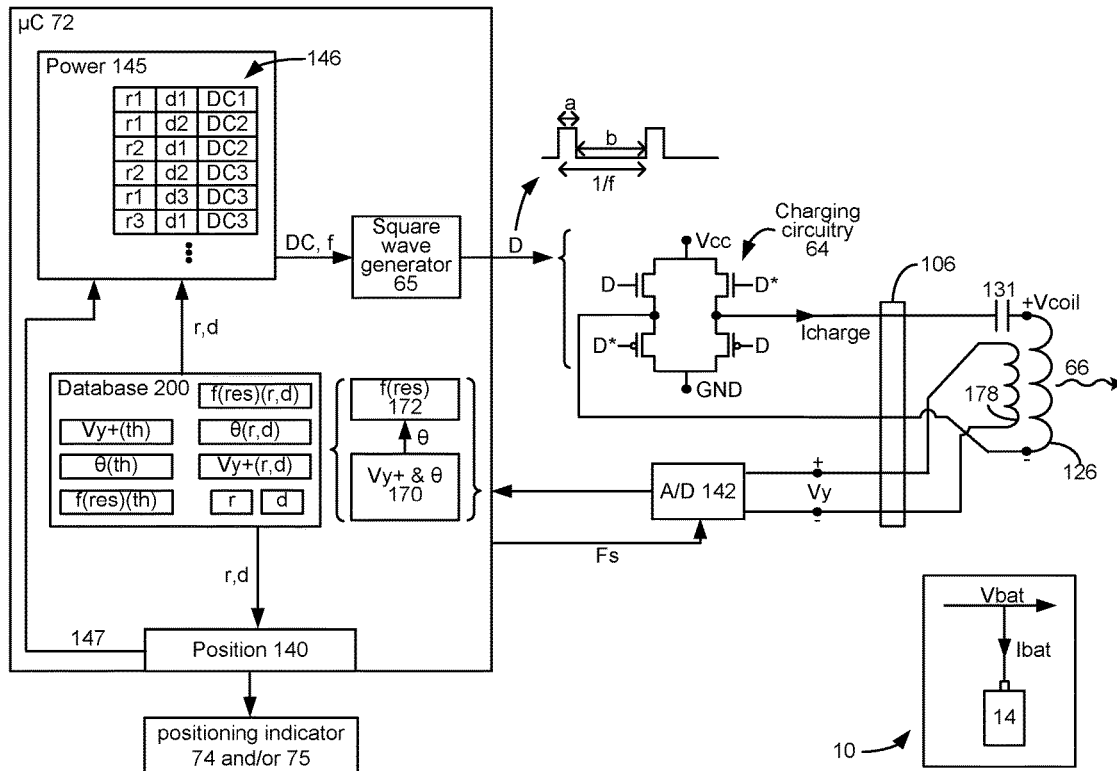 µC 72
Power 145
146
r1 d1 DC1
r1 d2 DC2
r2 d1 DC2
r2 d2 DC3
r1 d3 DC3
r3 d1 DC3
DC, f
Square
wave
generator
65
D
a
b
1/f
Charging
circuitry
64
Vcc
D
D*
D*
D
GND
Icharge
106
131
+Vcoil
66
178
-
126
r,d
Database 200
f(res)(r,d)
Vy+(th)
θ(r,d)
θ(th)
Vy+(r,d)
f(res)(th)
r
d
f(res)
172
θ
Vy+ & θ
170
A/D 142
+
Vy
-
Fs
r,d
147
Position 140
positioning indicator
74 and/or 75
Vbat
Ibat
14
10